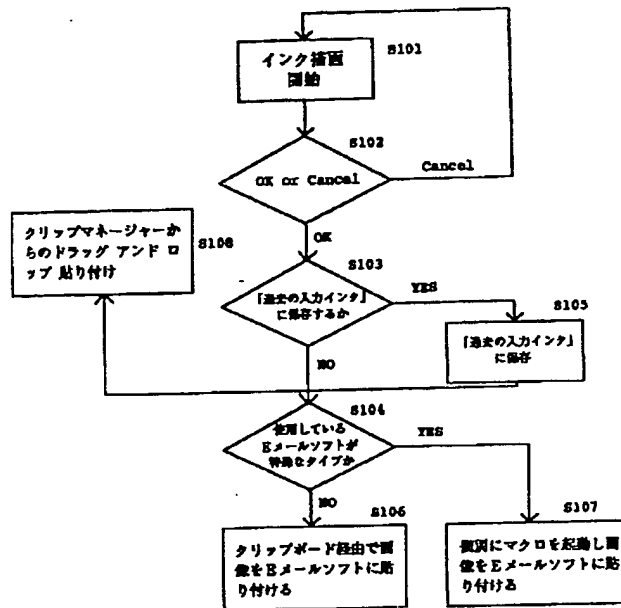 インク描画
開始
S101
S102
OK or Cancel
Cancel
OK
クリップマネージャーか
らのドラッグ アンド ロ
ップ 貼り付け
S108
S103
「過去の入力インク」
に保存するか
YES
NO
S105
「過去の入力インク」
に保存
S104
使用している
Eメールソフトが
特殊なタイプか
YES
NO
S106
クリップボード経由で画
像をEメールソフトに貼
り付ける
S107
個別にマクロを起動し画
像をEメールソフトに貼
り付ける